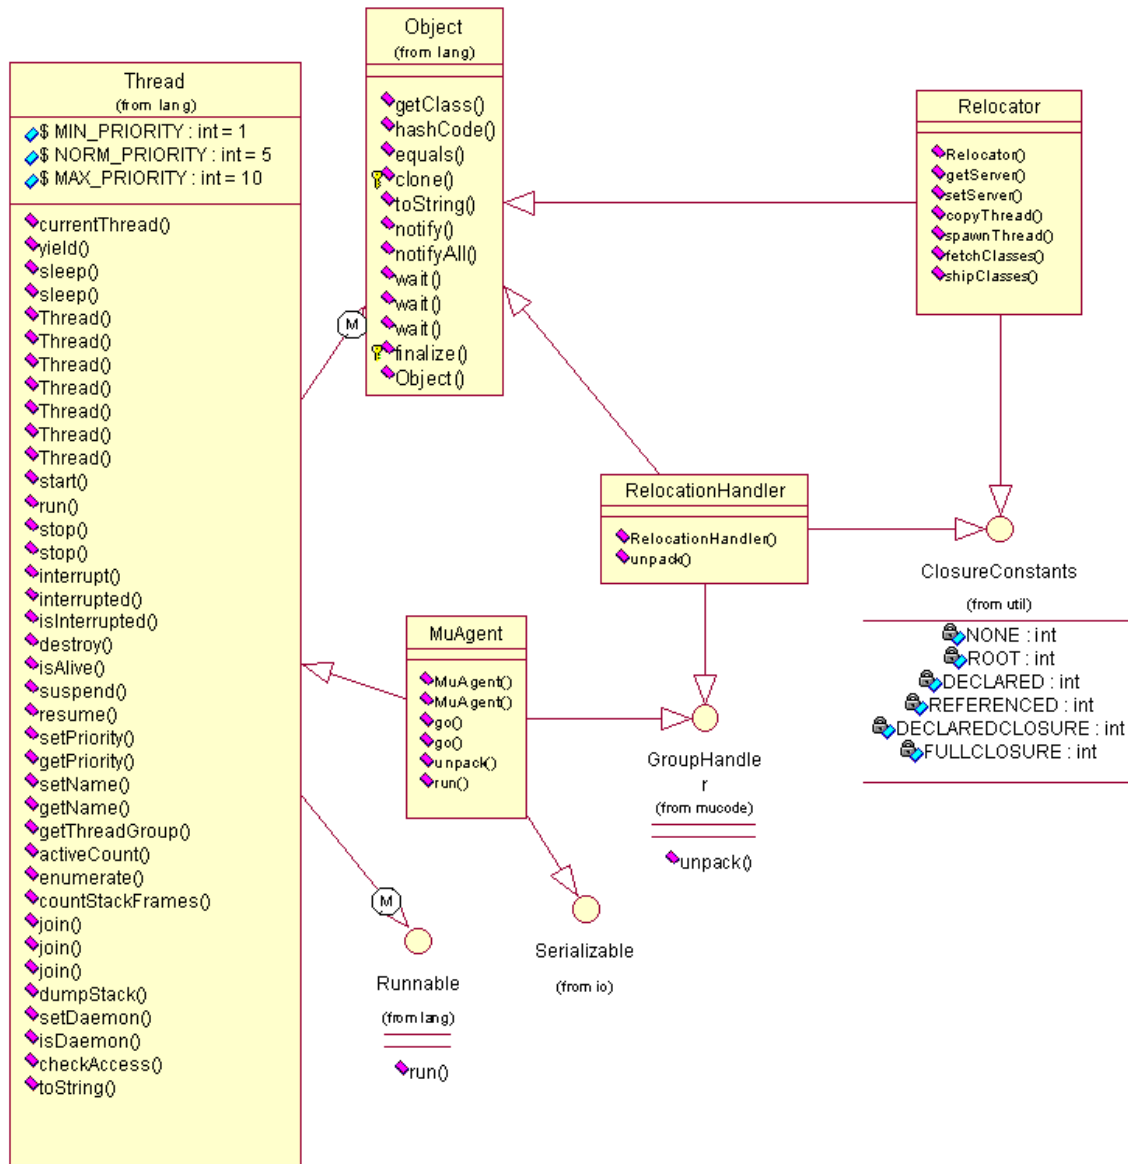 Thread
(from lang)
$ MIN_PRIORITY : int = 1
$ NORM_PRIORITY : int = 5
$ MAX_PRIORITY : int = 10
currentThread()
yield()
sleep()
sleep()
Thread()
Thread()
Thread()
Thread()
Thread()
Thread()
Thread()
start()
run()
stop()
stop()
interrupt()
interrupted()
isInterrupted()
destroy()
isAlive()
suspend()
resume()
setPriority()
getPriority()
setName()
getName()
getThreadGroup()
activeCount()
enumerate()
countStackFrames()
join()
join()
join()
dumpStack()
setDaemon()
isDaemon()
checkAccess()
toString()
Object
(from lang)
getClass()
hashCode()
equals()
clone()
toString()
notify()
notifyAll()
wait()
wait()
wait()
finalize()
Object()
M
Relocator
Relocator()
getServer()
setServer()
copyThread()
spawnThread()
fetchClasses()
shipClasses()
RelocationHandler
RelocationHandler()
unpack()
ClosureConstants
(from util)
NONE : int
ROOT : int
DECLARED : int
REFERENCED : int
DECLAREDCLOSURE : int
FULLCLOSURE : int
MuAgent
MuAgent()
MuAgent()
go()
go()
unpack()
run()
GroupHandle
r
(from mucode)
unpack()
M
Serializable
(from io)
Runnable
(from lang)
run()